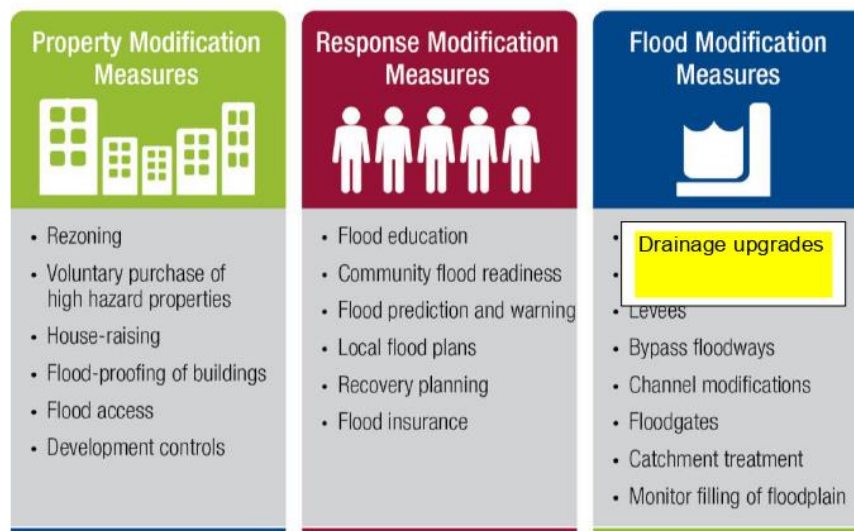 Property Modification
Measures
• Rezoning
• Voluntary purchase of
high hazard properties
• House-raising
• Flood-proofing of buildings
• Flood access
• Development controls
Response Modification
Measures
• Flood education
• Community flood readiness
• Flood prediction and warning
• Local flood plans
• Recovery planning
• Flood insurance
Flood Modification
Measures
Drainage upgrades
• Levees
• Bypass floodways
• Channel modifications
• Floodgates
• Catchment treatment
• Monitor filling of floodplain